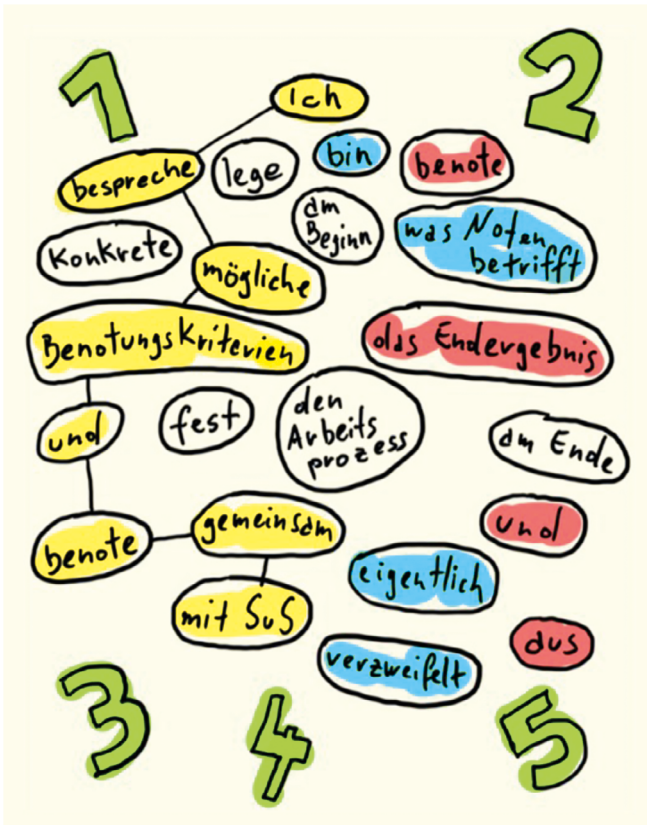 1
2
Ich
bespreche
lege
bin
benote
Konkrete
am
Beginn
was Noten
betrifft
mögliche
Benotungskriterien
das Endergebnis
und
fest
den
Arbeits
prozess
am Ende
benote
gemeinsam
und
eigentlich
mit SuS
verzweifelt
aus
3
4
5